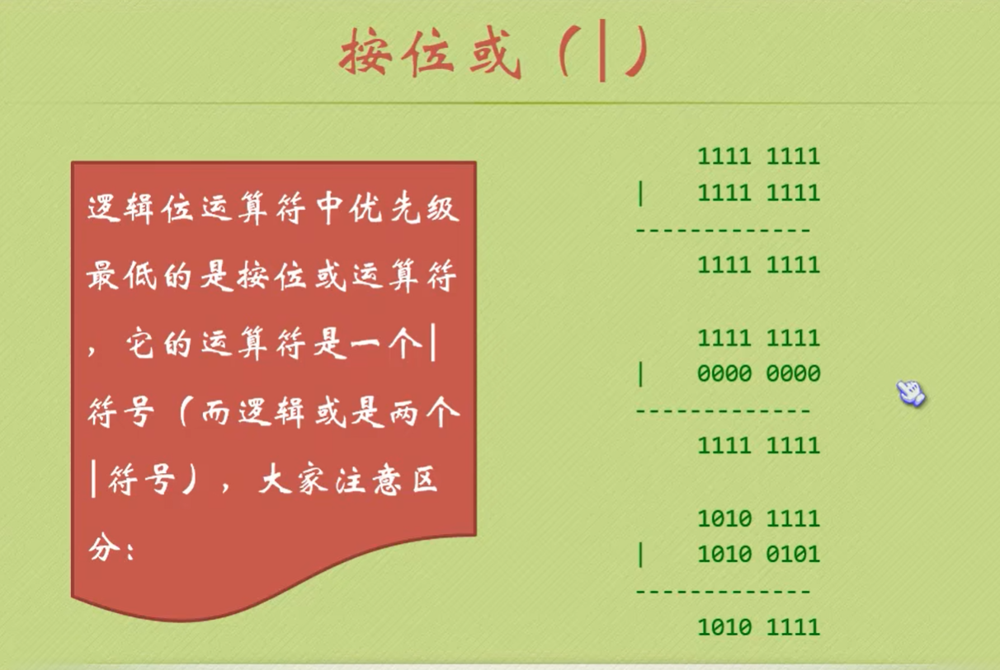 按位或（|）
逻辑位运算符中优先级
最低的是按位或运算符
，它的运算符是一个|
符号（而逻辑或是两个
|符号），大家注意区
分：
1111 1111
| 1111 1111
-------------
1111 1111
1111 1111
| 0000 0000
-------------
1111 1111
1010 1111
| 1010 0101
-------------
1010 1111